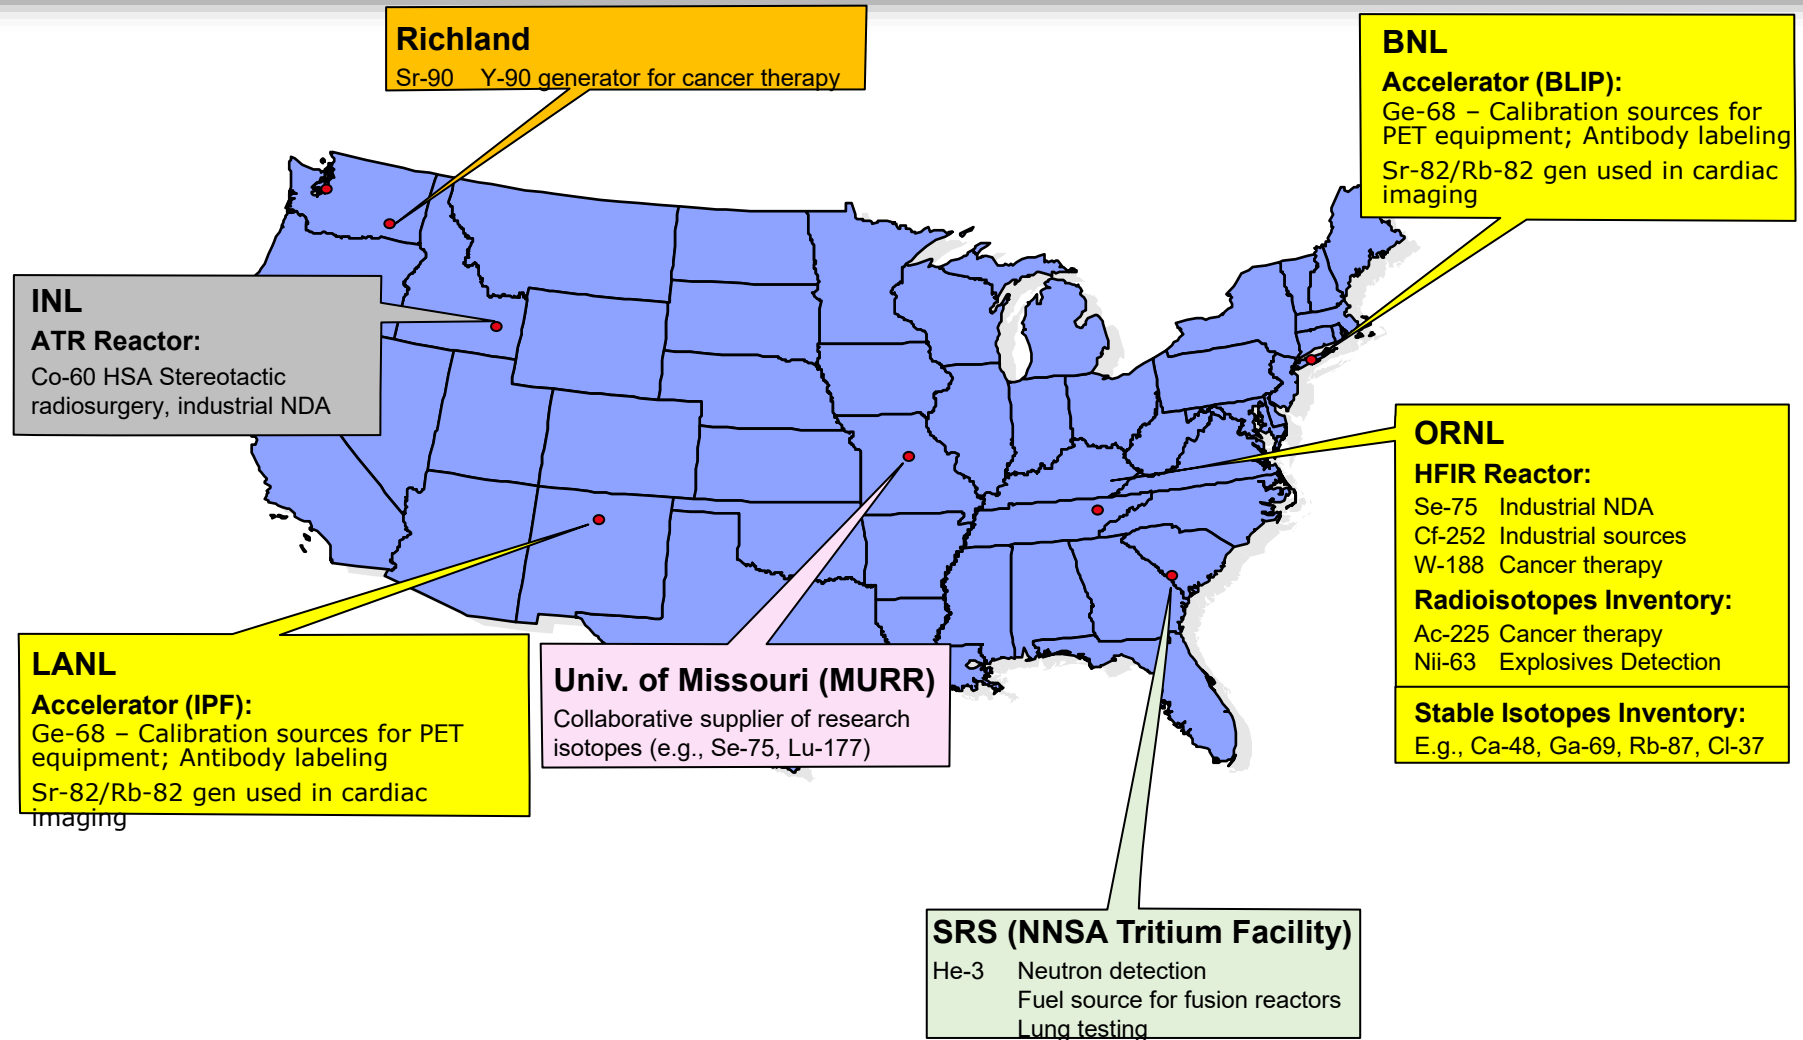 Richland
Sr-90 Y-90 generator for cancer therapy
BNL
Accelerator (BLIP):
Ge-68 – Calibration sources for
PET equipment; Antibody labeling
Sr-82/Rb-82 gen used in cardiac
imaging
INL
ATR Reactor:
Co-60 HSA Stereotactic
radiosurgery, industrial NDA
ORNL
HFIR Reactor:
Se-75 Industrial NDA
Cf-252 Industrial sources
W-188 Cancer therapy
Radioisotopes Inventory:
Ac-225 Cancer therapy
Nii-63 Explosives Detection
Stable Isotopes Inventory:
E.g., Ca-48, Ga-69, Rb-87, Cl-37
LANL
Accelerator (IPF):
Ge-68 – Calibration sources for PET
equipment; Antibody labeling
Sr-82/Rb-82 gen used in cardiac
imaging
Univ. of Missouri (MURR)
Collaborative supplier of research
isotopes (e.g., Se-75, Lu-177)
SRS (NNSA Tritium Facility)
He-3 Neutron detection
Fuel source for fusion reactors
Lung testing